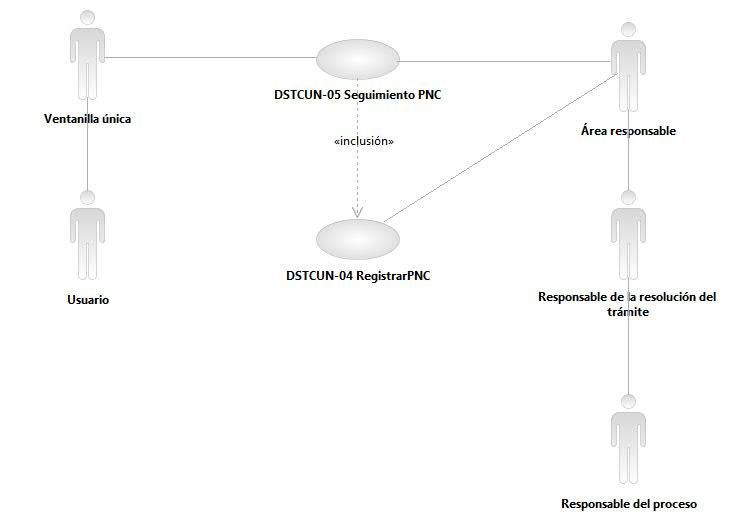 DSTCUN-05 Seguimiento PNC
Ventanilla única
Área responsable
«inclusión»
DSTCUN-04 RegistrarPNC
Usuario
Responsable de la resolución del
trámite
Responsable del proceso